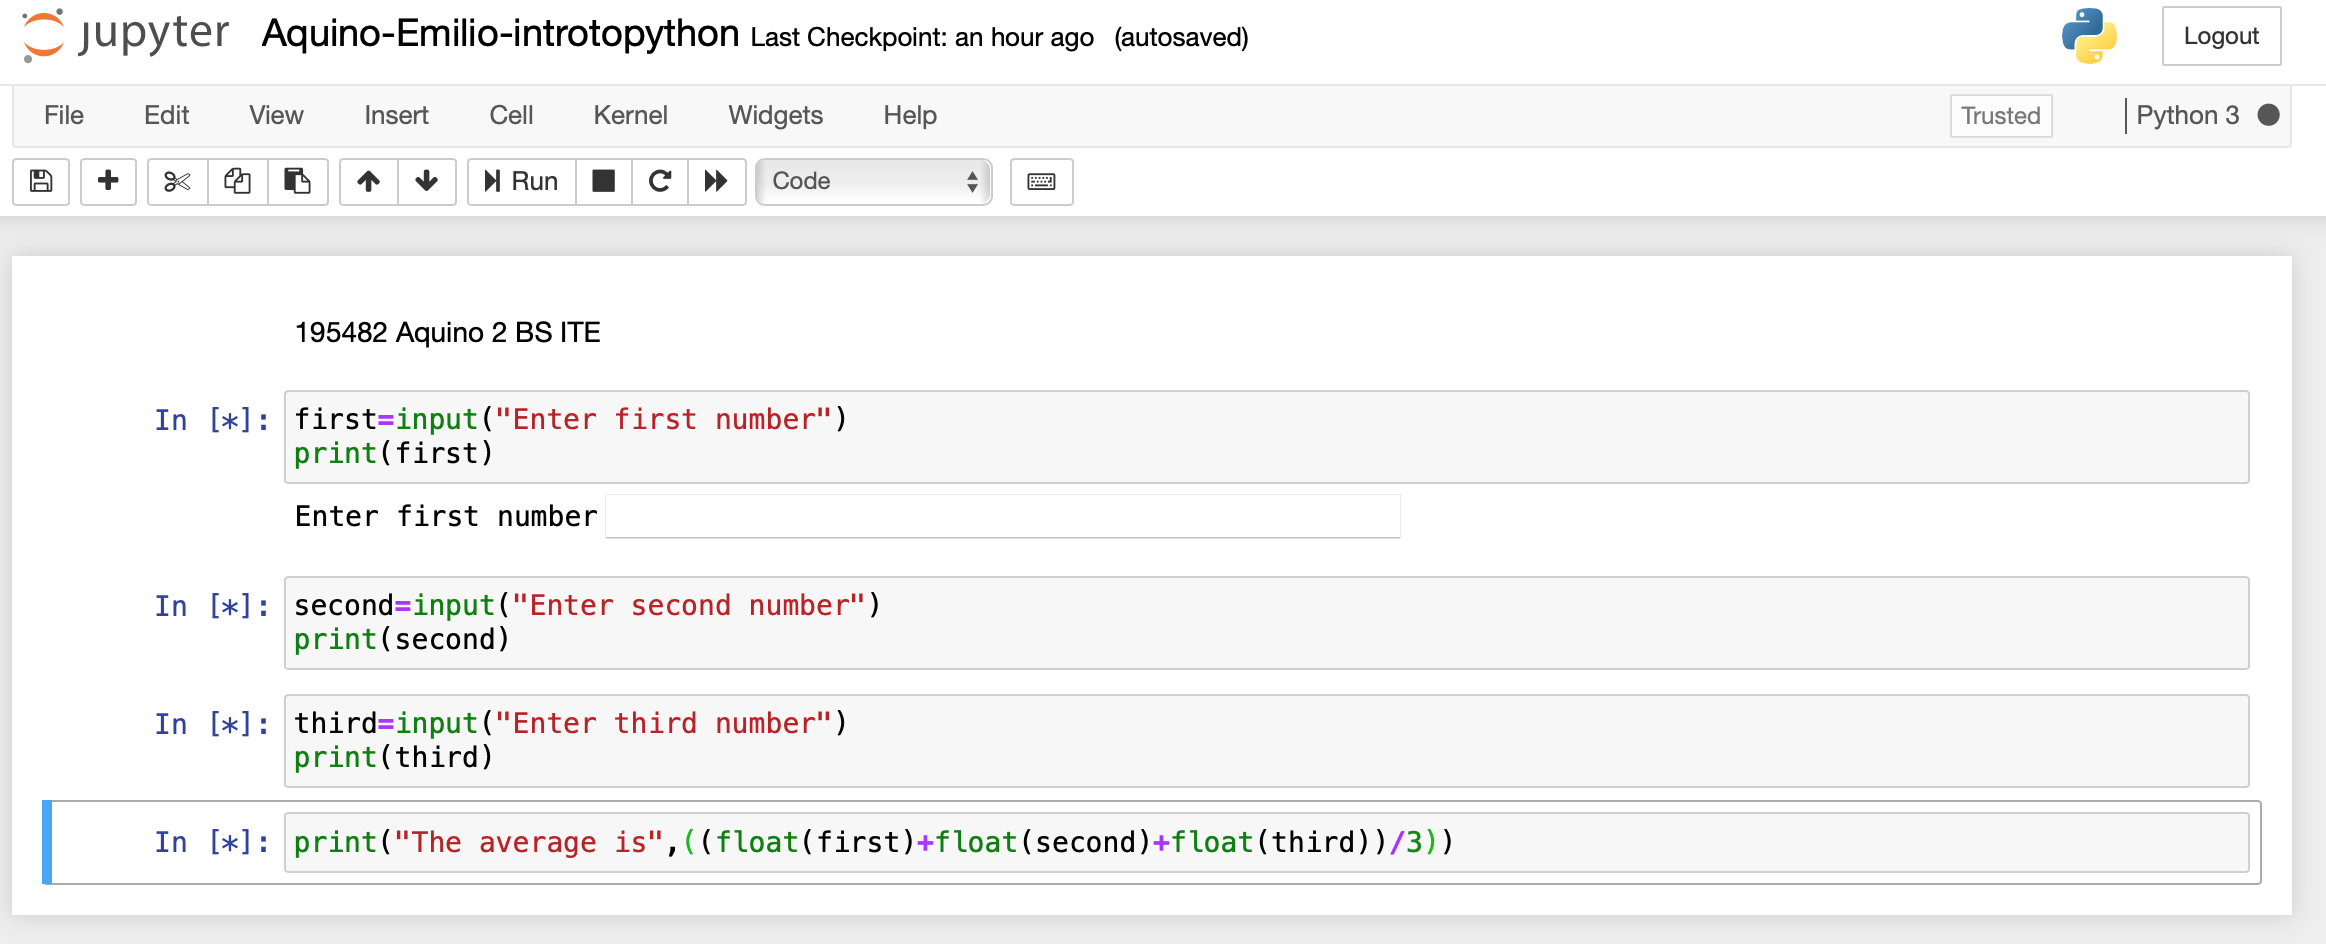 jupyter Aquino-Emilio-introtopython Last Checkpoint: an hour ago (autosaved) Logout
File Edit View Insert Cell Kernel Widgets Help Trusted Python 3
Run Code
195482 Aquino 2 BS ITE
In [*]: first=input("Enter first number")
print(first)
Enter first number
In [*]: second=input("Enter second number")
print(second)
In [*]: third=input("Enter third number")
print(third)
In [*]: print("The average is",((float(first)+float(second)+float(third))/3))